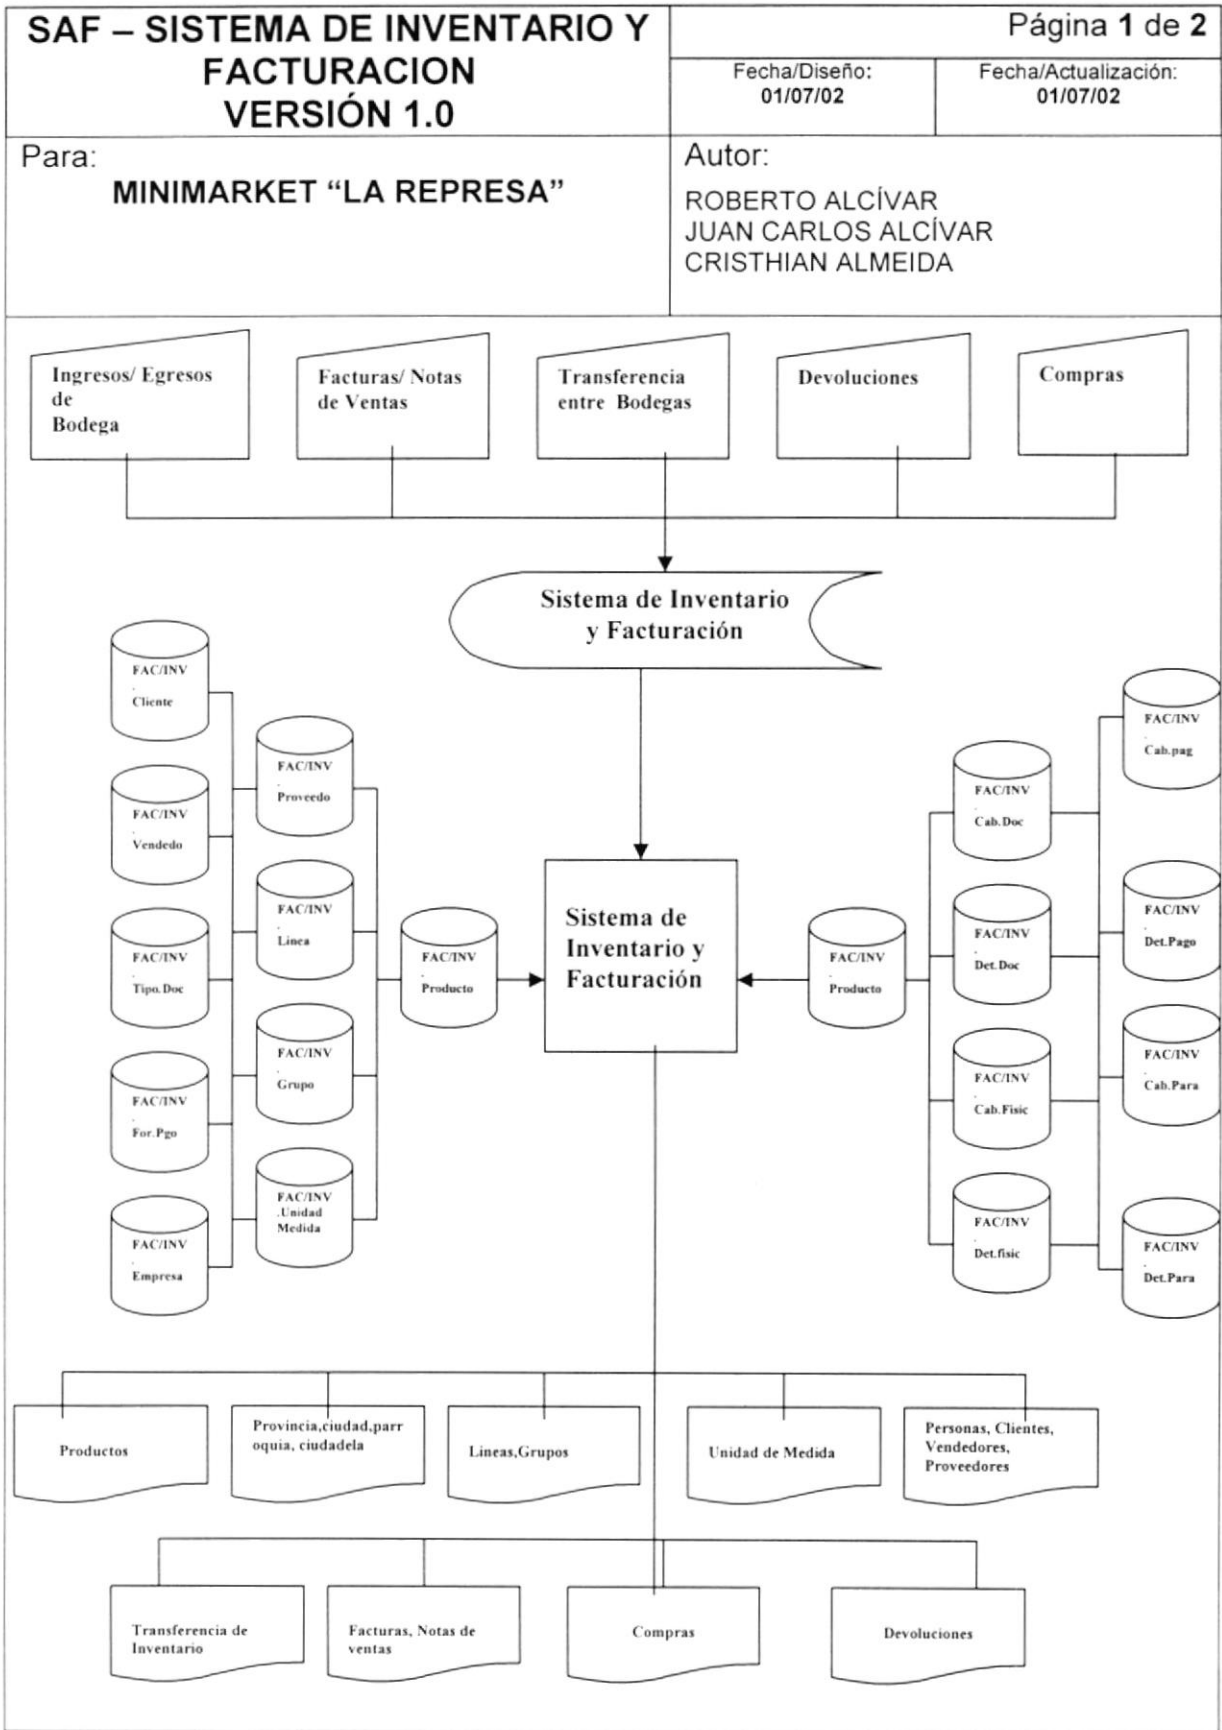 SAF – SISTEMA DE INVENTARIO Y
FACTURACION
VERSIÓN 1.0
Página 1 de 2
Fecha/Diseño:
01/07/02
Fecha/Actualización:
01/07/02
Para:
MINIMARKET “LA REPRESA”
Autor:
ROBERTO ALCÍVAR
JUAN CARLOS ALCÍVAR
CRISTHIAN ALMEIDA
Ingresos/ Egresos
de
Bodega
Facturas/ Notas
de Ventas
Transferencia
entre Bodegas
Devoluciones
Compras
Sistema de Inventario
y Facturación
FAC/INV
.
Cliente
FAC/INV
.
Vendedo
FAC/INV
.
Tipo.Doc
FAC/INV
.
For.Pgo
FAC/INV
.
Empresa
FAC/INV
.
Proveedo
FAC/INV
.
Linea
FAC/INV
.
Grupo
FAC/INV
.Unidad
Medida
FAC/INV
.
Producto
Sistema de
Inventario y
Facturación
FAC/INV
.
Producto
FAC/INV
.
Cab.Doc
FAC/INV
.
Det.Doc
FAC/INV
.
Cab.Fisic
FAC/INV
.
Det.fisic
FAC/INV
.
Cab.pag
FAC/INV
.
Det.Pago
FAC/INV
.
Cab.Para
FAC/INV
.
Det.Para
Productos
Provincia,ciudad,parr
oquia, ciudadela
Lineas,Grupos
Unidad de Medida
Personas, Clientes,
Vendedores,
Proveedores
Transferencia de
Inventario
Facturas, Notas de
ventas
Compras
Devoluciones